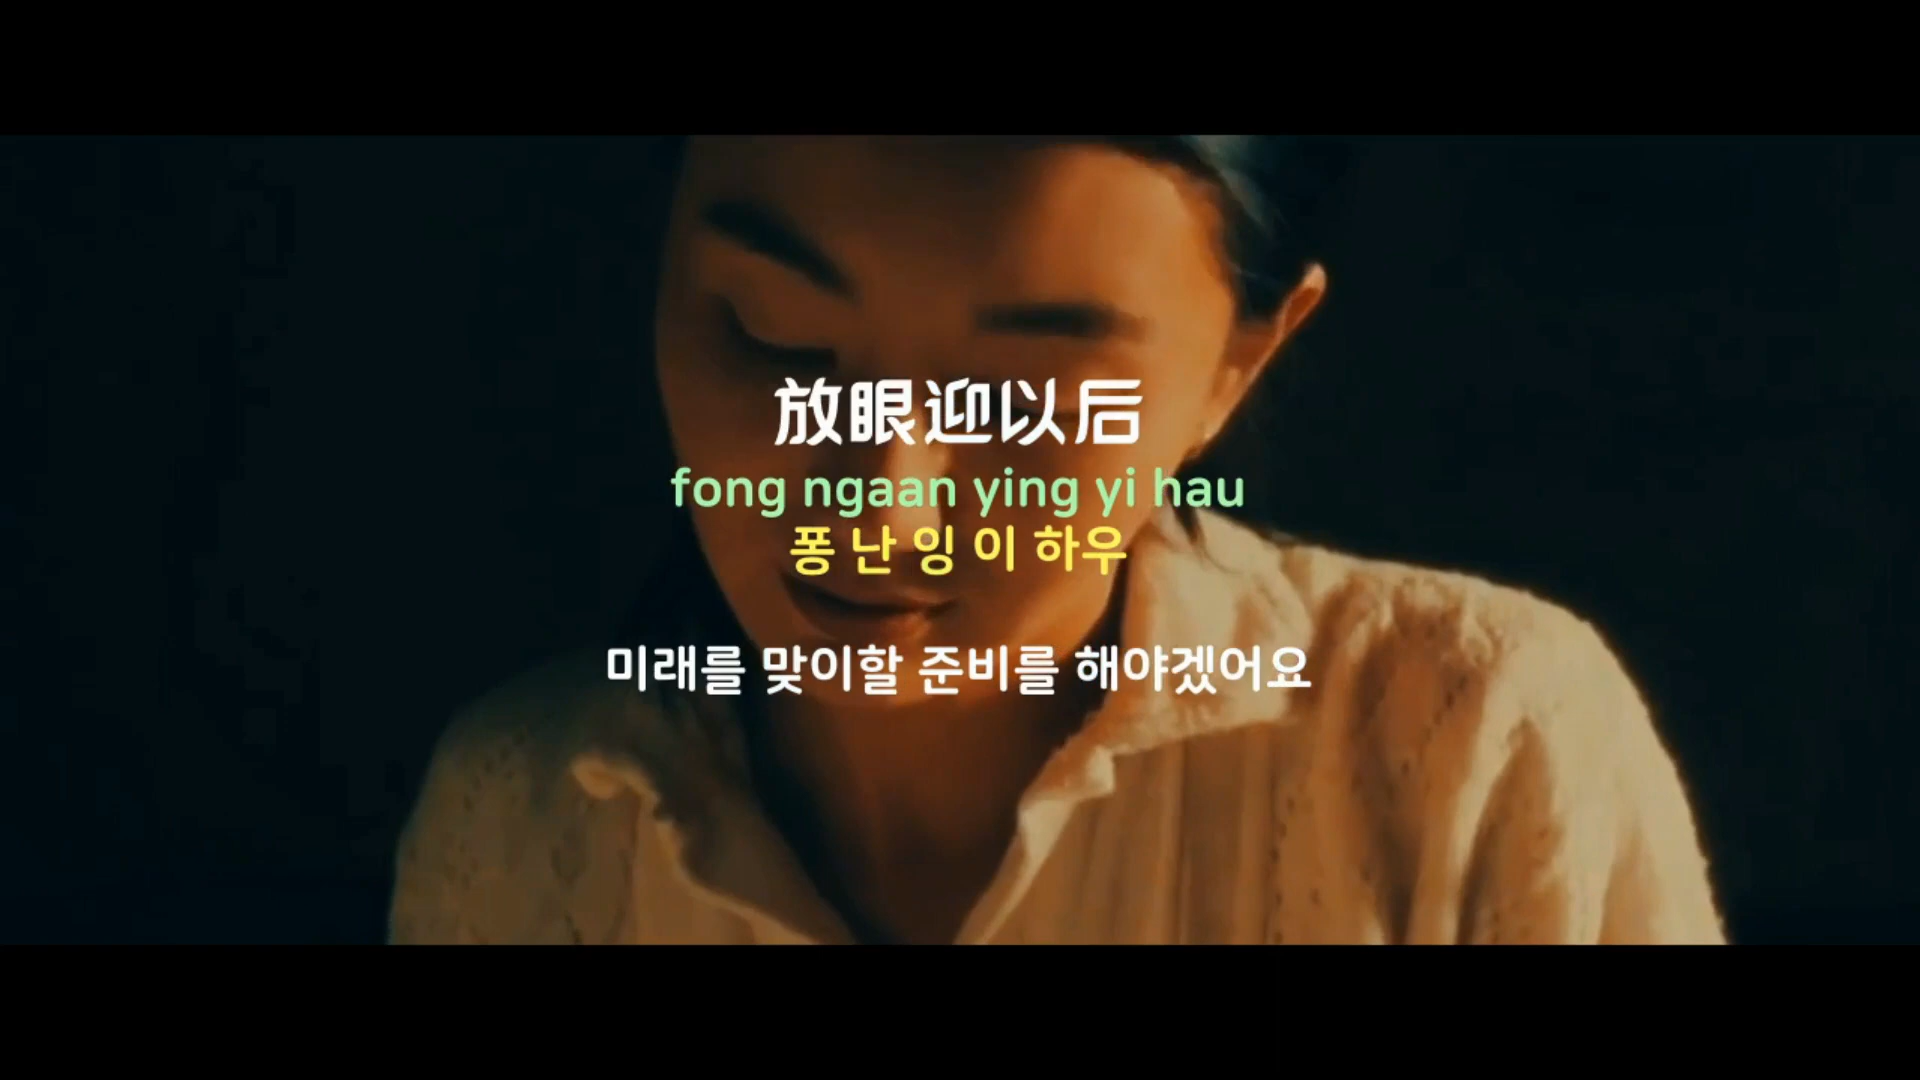 放眼迎以后
fong ngaan ying yi hau
퐁 난 잉 이 하우
미래를 맞이할 준비를 해야겠어요